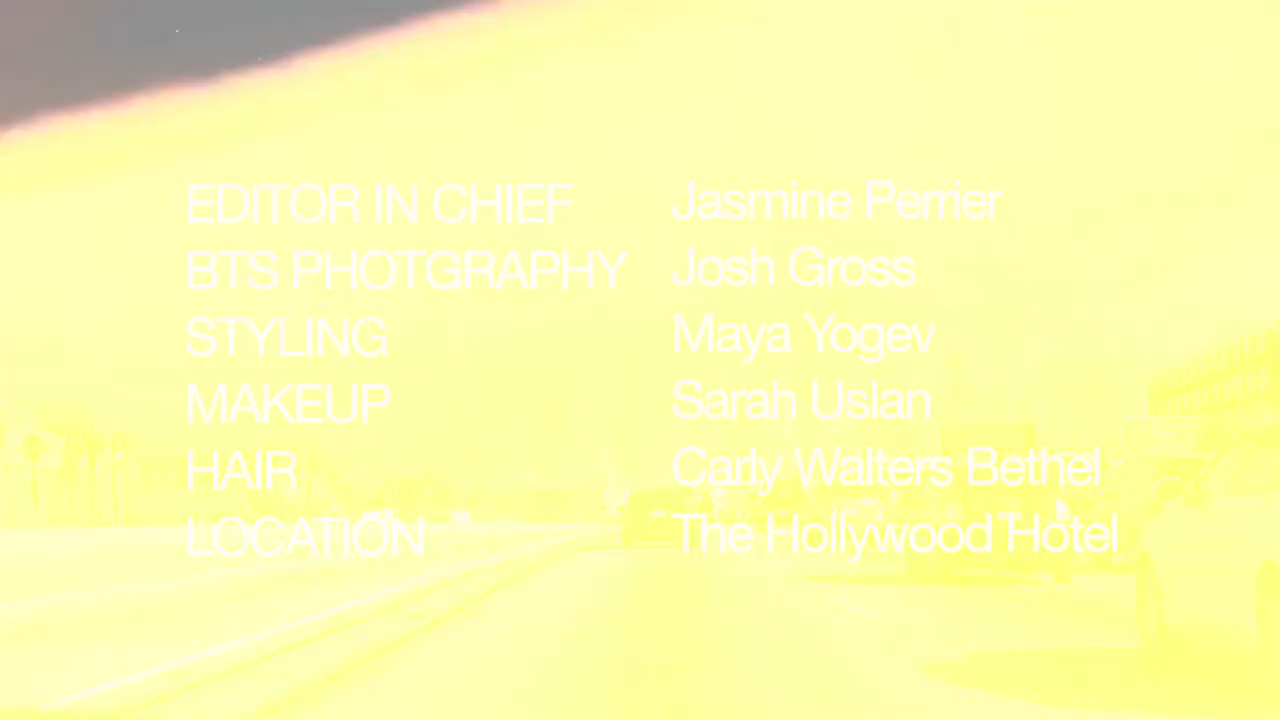 EDITOR IN CHIEF Jasmine Perrier
BTS PHOTGRAPHY Josh Gross
STYLING Maya Yogev
MAKEUP Sarah Uslan
HAIR Carly Walters Bethel
LOCATION The Hollywood Hotel